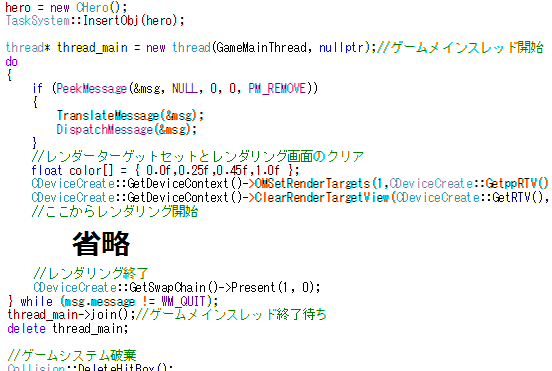 hero = new CHero();
TaskSystem::InsertObj(hero);
thread* thread_main = new thread(GameMainThread, nullptr);//ゲームメインスレッド開始
do
{
if (PeekMessage(&msg, NULL, 0, 0, PM_REMOVE))
{
TranslateMessage(&msg);
DispatchMessage(&msg);
}
//レンダーターゲットセットとレンダリング画面のクリア
float color[] = { 0.0f,0.25f,0.45f,1.0f };
CDeviceCreate::GetDeviceContext()->OMSetRenderTargets(1,CDeviceCreate::GetppRTV()
CDeviceCreate::GetDeviceContext()->ClearRenderTargetView(CDeviceCreate::GetRTV(),
//ここからレンダリング開始
省略
//レンダリング終了
CDeviceCreate::GetSwapChain()->Present(1, 0);
} while (msg.message != WM_QUIT);
thread_main->join();//ゲームメインスレッド終了待ち
delete thread_main;
//ゲームシステム破棄
Collision::DeleteHitBox();